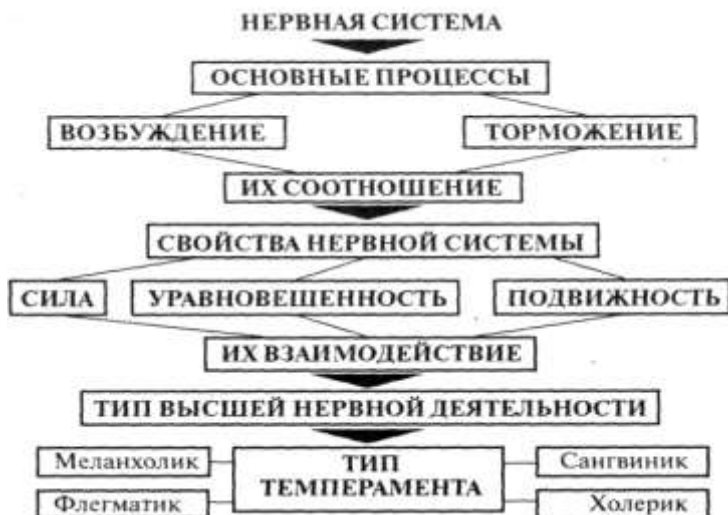 НЕРВНАЯ СИСТЕМА
ОСНОВНЫЕ ПРОЦЕССЫ
ВОЗБУЖДЕНИЕ
ТОРМОЖЕНИЕ
ИХ СООТНОШЕНИЕ
СВОЙСТВА НЕРВНОЙ СИСТЕМЫ
СИЛА
УРАВНОВЕШЕННОСТЬ
ПОДВИЖНОСТЬ
ИХ ВЗАИМОДЕЙСТВИЕ
ТИП ВЫСШЕЙ НЕРВНОЙ ДЕЯТЕЛЬНОСТИ
Меланхолик
ТИП
ТЕМПЕРАМЕНТА
Сангвиник
Флегматик
Холерик